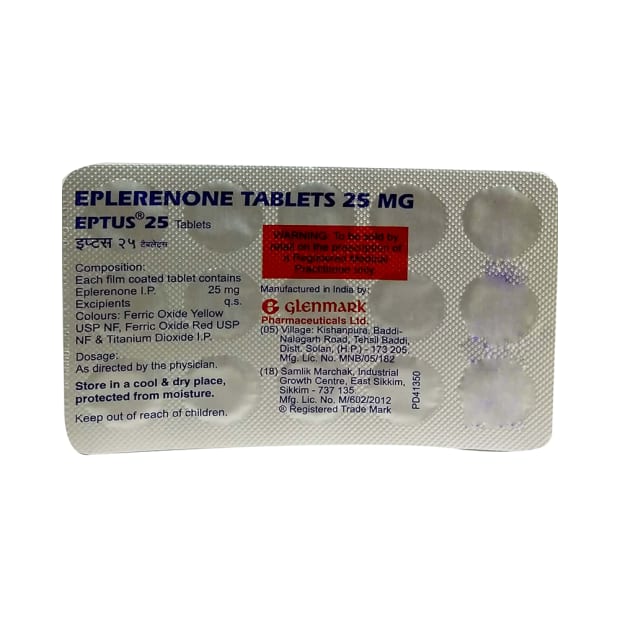 EPLERENONE TABLETS 25 MG
EPTUS® 25 Tablets
इप्टस २५ टैबलेट्स
WARNING: To be sold by
retail on the prescription of
a Registered Medical
Practitioner only.
Composition:
Each film coated tablet contains
Eplerenone I.P. 25 mg
Excipients q.s.
Colours: Ferric Oxide Yellow
USP NF, Ferric Oxide Red USP
NF & Titanium Dioxide I.P.
Dosage:
As directed by the physician.
Store in a cool & dry place,
protected from moisture.
Keep out of reach of children.
Manufactured in India by:
G glenmark
Pharmaceuticals Ltd.
(05) Village: Kishanpura, Baddi-
Nalagarh Road, Tehsil Baddi,
Distt. Solan, (H.P.) - 173 205.
Mfg. Lic. No. MNB/05/182
(18) Samlik Marchak, Industrial
Growth Centre, East Sikkim,
Sikkim - 737 135.
Mfg. Lic. No. M/602/2012
® Registered Trade Mark
PD41350